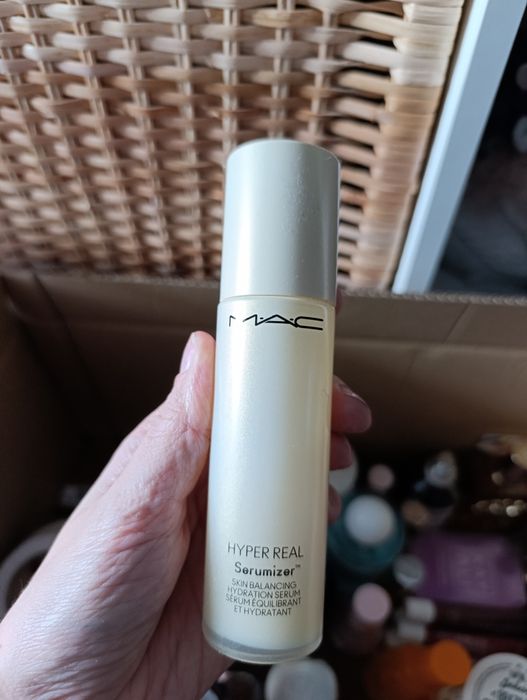 M·A·C
HYPER REAL
Serumizer™
SKIN BALANCING
HYDRATION SERUM
SÉRUM ÉQUILIBRANT
ET HYDRATANT